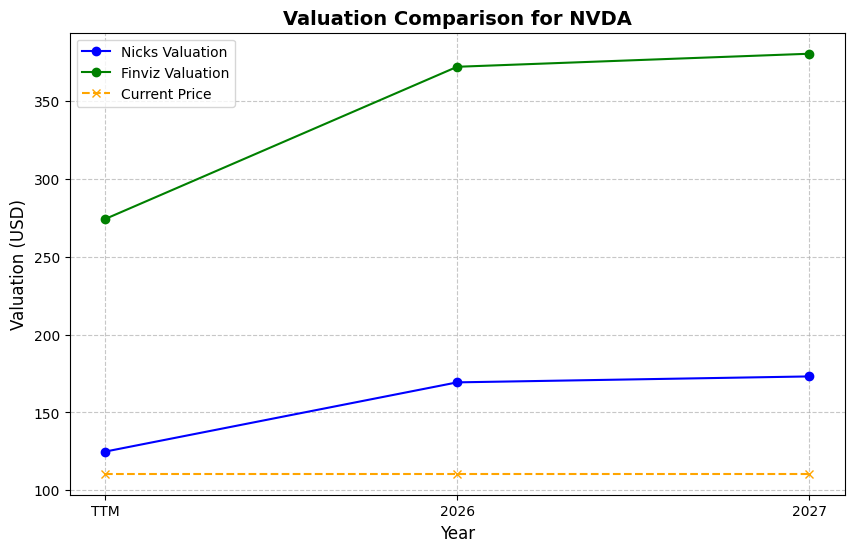 Valuation Comparison for NVDA
Nicks Valuation
Finviz Valuation
Current Price
Valuation (USD)
350
300
250
200
150
100
TTM
2026
2027
Year